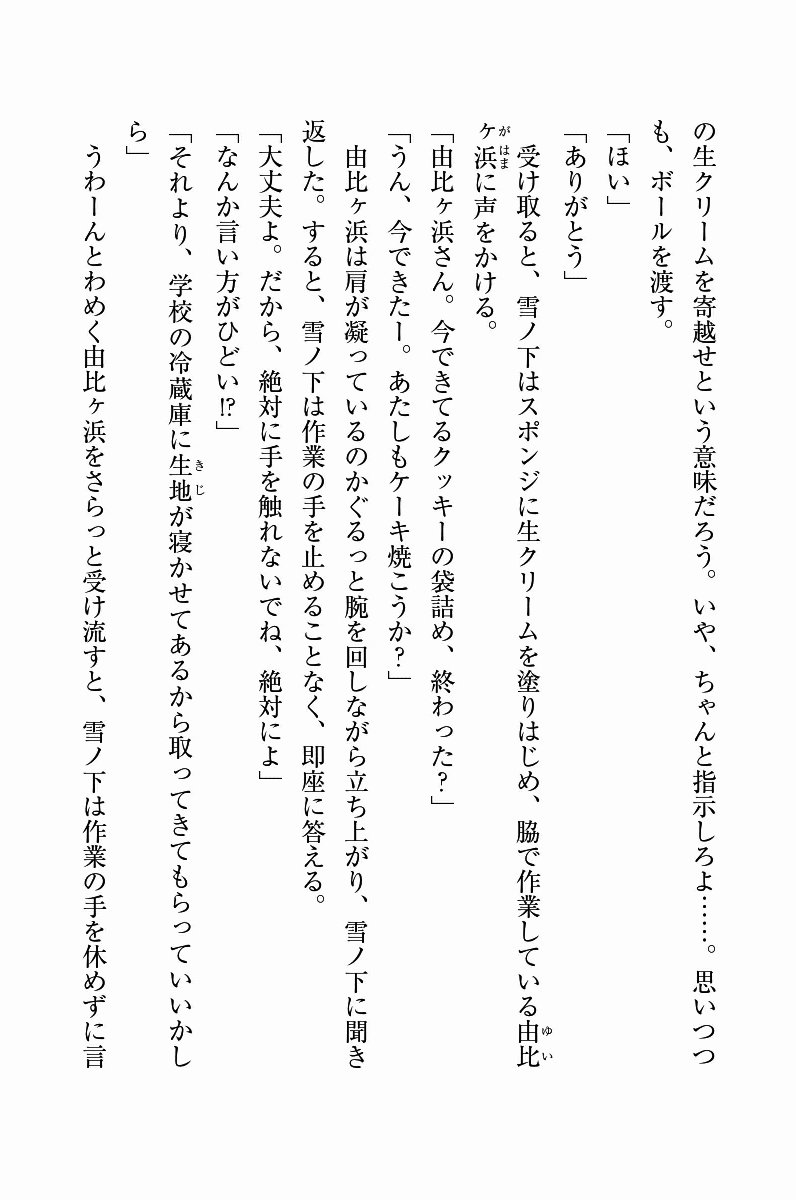 の生クリームを寄越せという意味だろう。いや、ちゃんと指示しろよ……。思いつつ
も、ボールを渡す。
「ほい」
「ありがとう」
　受け取ると、雪ノ下はスポンジに生クリームを塗りはじめ、脇で作業している由比
ヶ浜に声をかける。
「由比ヶ浜さん。今できてるクッキーの袋詰め、終わった？」
「うん、今できたー。あたしもケーキ焼こうか？」
　由比ヶ浜は肩が凝っているのかぐるっと腕を回しながら立ち上がり、雪ノ下に聞き
返した。すると、雪ノ下は作業の手を止めることなく、即座に答える。
「大丈夫よ。だから、絶対に手を触れないでね、絶対によ」
「なんか言い方がひどい!?」
「それより、学校の冷蔵庫に生地が寝かせてあるから取ってきてもらっていいかし
ら」
　うわーんとわめく由比ヶ浜をさらっと受け流すと、雪ノ下は作業の手を休めずに言